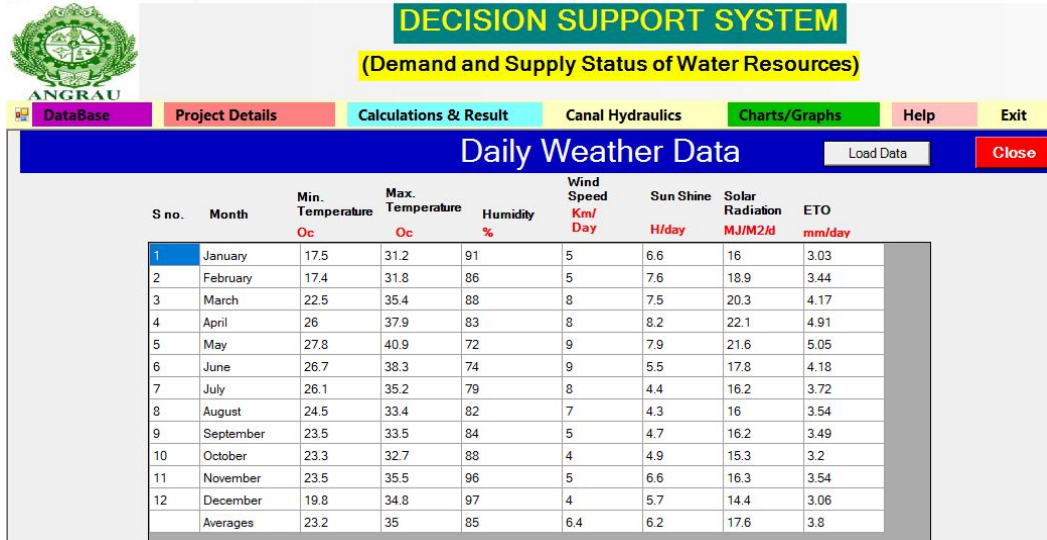 DECISION SUPPORT SYSTEM
(Demand and Supply Status of Water Resources)
ANGRAU
DataBase Project Details Calculations & Result Canal Hydraulics Charts/Graphs Help Exit
Daily Weather Data Load Data Close
S no. Month Min. Temperature Oc Max. Temperature Oc Humidity % Wind Speed Km/ Day Sun Shine H/day Solar Radiation MJ/M2/d ETO mm/day
1 January 17.5 31.2 91 5 6.6 16 3.03
2 February 17.4 31.8 86 5 7.6 18.9 3.44
3 March 22.5 35.4 88 8 7.5 20.3 4.17
4 April 26 37.9 83 8 8.2 22.1 4.91
5 May 27.8 40.9 72 9 7.9 21.6 5.05
6 June 26.7 38.3 74 9 5.5 17.8 4.18
7 July 26.1 35.2 79 8 4.4 16.2 3.72
8 August 24.5 33.4 82 7 4.3 16 3.54
9 September 23.5 33.5 84 5 4.7 16.2 3.49
10 October 23.3 32.7 88 4 4.9 15.3 3.2
11 November 23.5 35.5 96 5 6.6 16.3 3.54
12 December 19.8 34.8 97 4 5.7 14.4 3.06
Averages 23.2 35 85 6.4 6.2 17.6 3.8